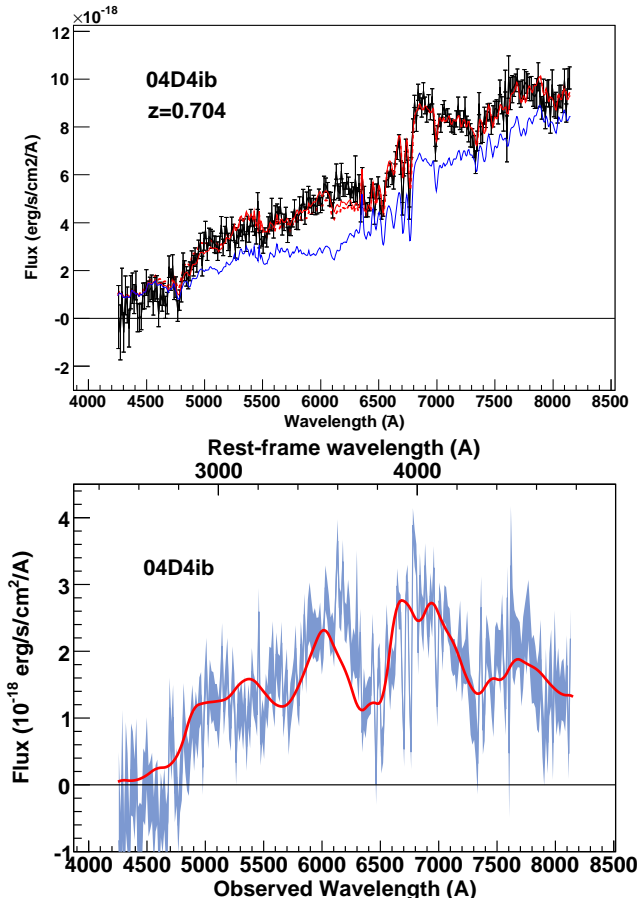 ×10⁻¹⁸
12
10
8
6
4
2
-0
-2
Flux (erg/s/cm2/A)
04D4ib
z=0.704
4000 4500 5000 5500 6000 6500 7000 7500 8000 8500
Wavelength (A)
Rest-frame wavelength (A)
3000 4000
4
3
2
1
0
-1
Flux (10⁻¹⁸ erg/s/cm²/A)
04D4ib
4000 4500 5000 5500 6000 6500 7000 7500 8000 8500
Observed Wavelength (A)